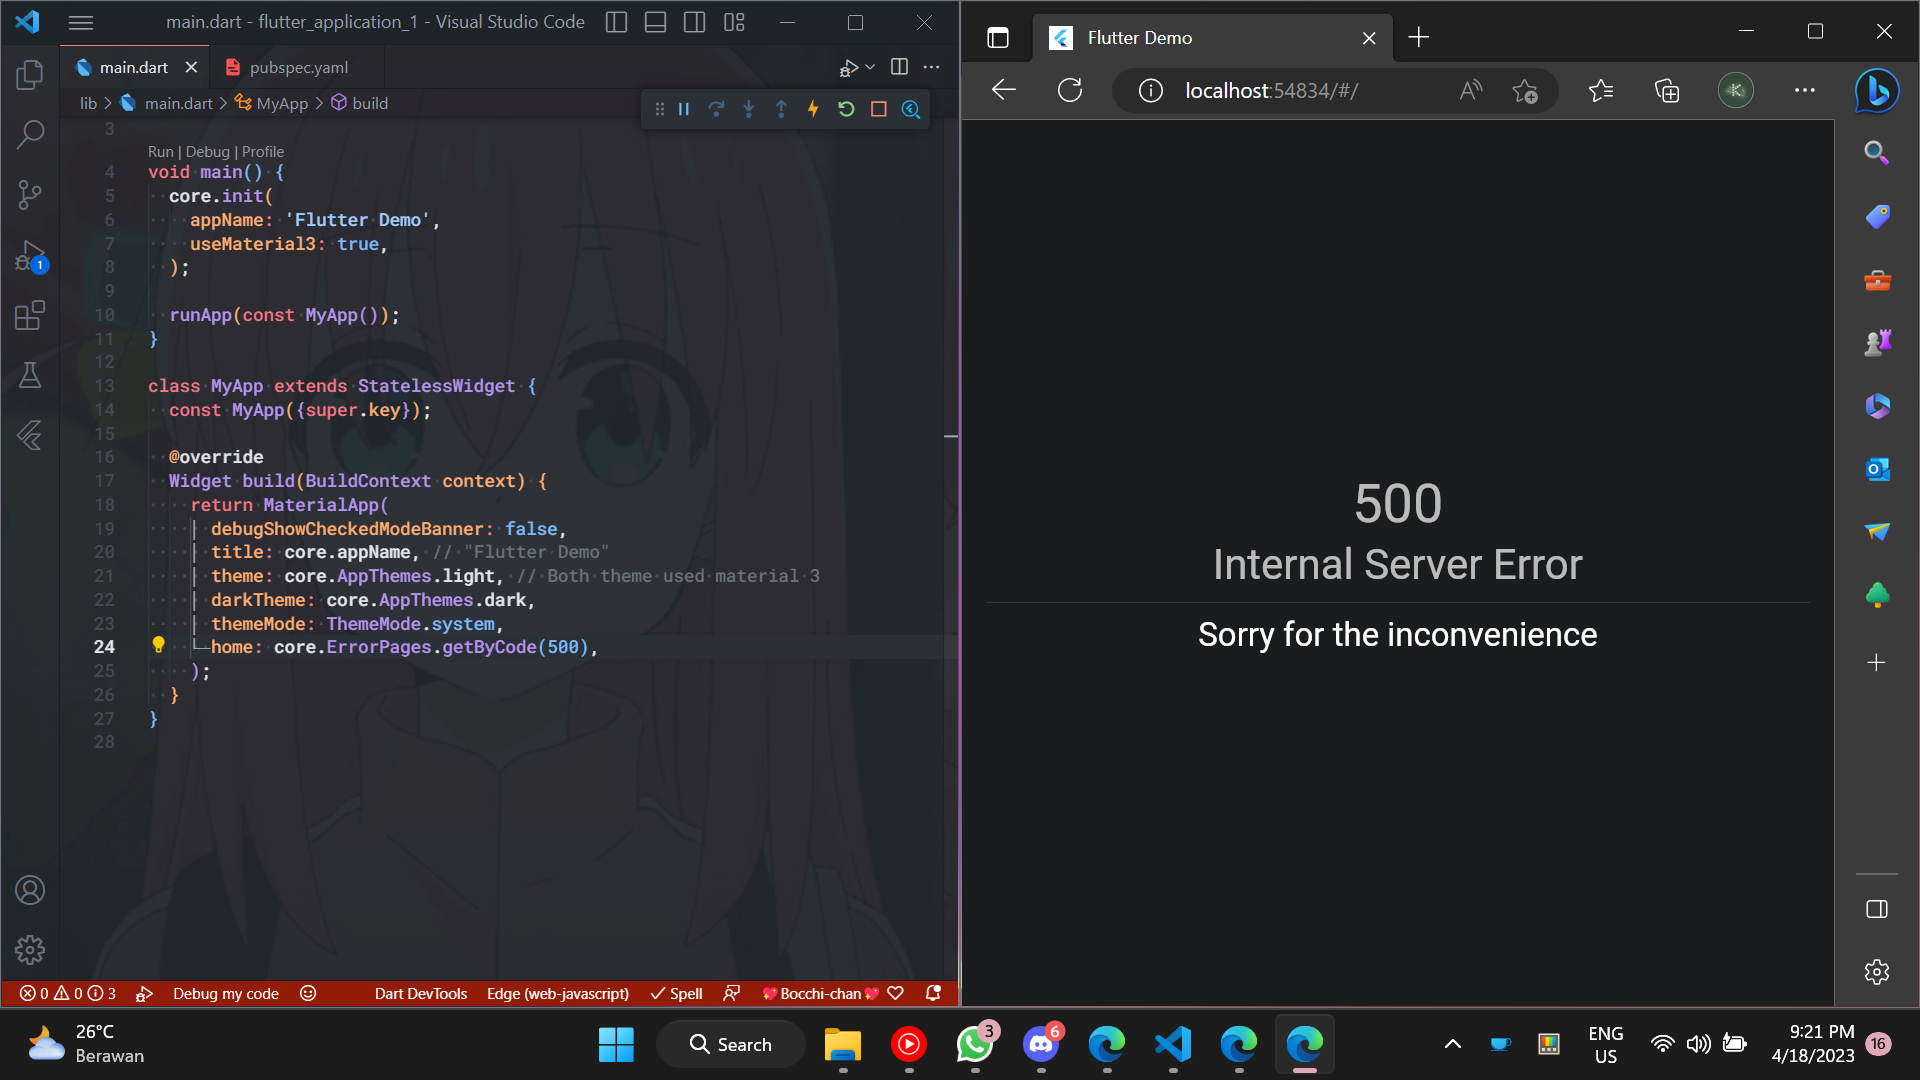 main.dart - flutter_application_1 - Visual Studio Code
main.dart
pubspec.yaml
lib > main.dart > MyApp > build
3
Run | Debug | Profile
4 void main() {
5 core.init(
6 appName: 'Flutter Demo',
7 useMaterial3: true,
8 );
9
10 runApp(const MyApp());
11 }
12
13 class MyApp extends StatelessWidget {
14 const MyApp({super.key});
15
16 @override
17 Widget build(BuildContext context) {
18 return MaterialApp(
19 debugShowCheckedModeBanner: false,
20 title: core.appName, // "Flutter Demo"
21 theme: core.AppThemes.light, // Both theme used material 3
22 darkTheme: core.AppThemes.dark,
23 themeMode: ThemeMode.system,
24 home: core.ErrorPages.getByCode(500),
25 );
26 }
27 }
28
1
0 0 3 Debug my code Dart DevTools Edge (web-javascript) Spell 💖Bocchi-chan💖
Flutter Demo
localhost:54834/#/
K
500
Internal Server Error
Sorry for the inconvenience
26°C
Berawan
Search
3
6
ENG
US
9:21 PM
4/18/2023
16